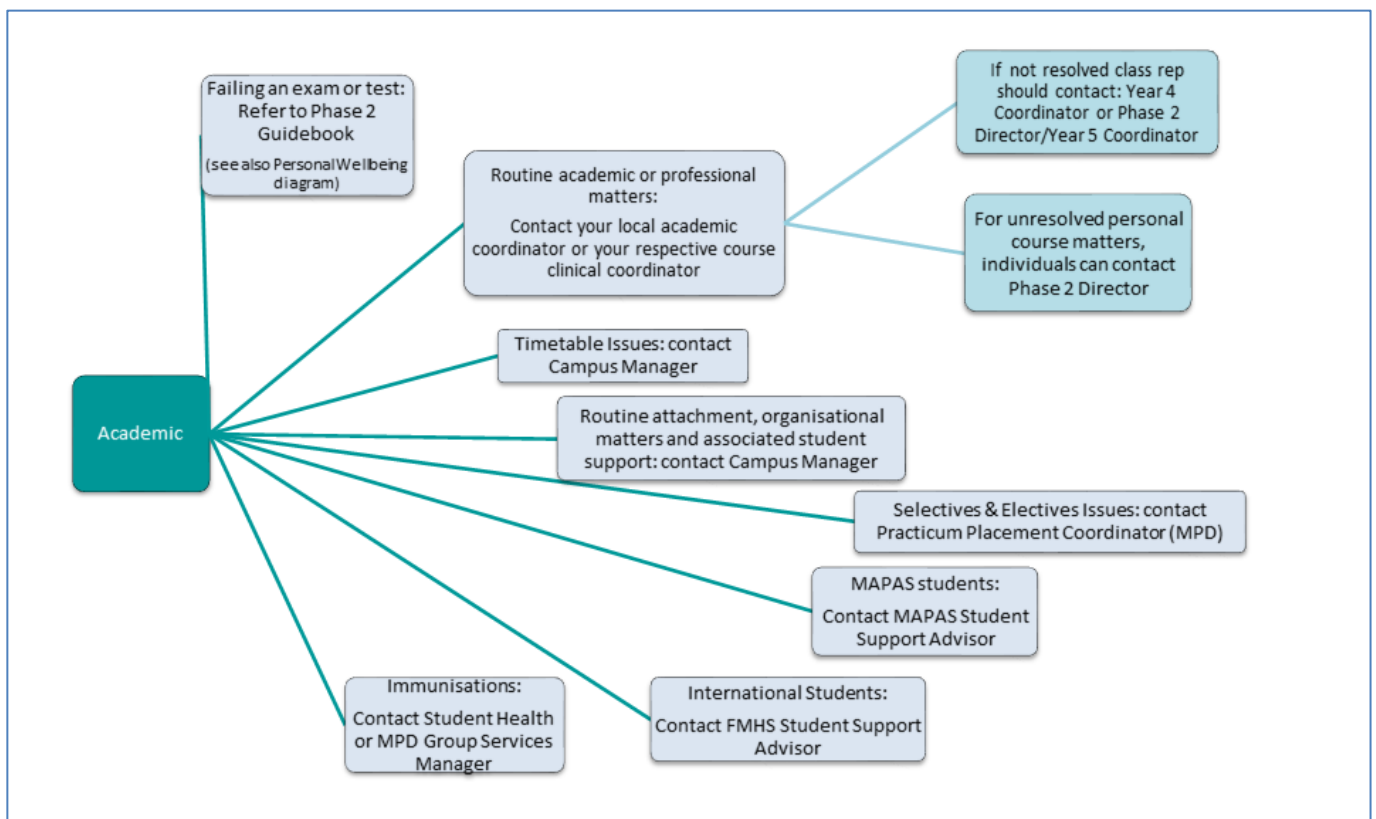 Failing an exam or test:
Refer to Phase 2
Guidebook
(see also Personal Wellbeing
diagram)
If not resolved class rep
should contact: Year 4
Coordinator or Phase 2
Director/Year 5 Coordinator
Routine academic or professional
matters:
Contact your local academic
coordinator or your respective course
clinical coordinator
For unresolved personal
course matters,
individuals can contact
Phase 2 Director
Timetable Issues: contact
Campus Manager
Academic
Routine attachment, organisational
matters and associated student
support: contact Campus Manager
Selectives & Electives Issues: contact
Practicum Placement Coordinator (MPD)
MAPAS students:
Contact MAPAS Student
Support Advisor
Immunisations:
Contact Student Health
or MPD Group Services
Manager
International Students:
Contact FMHS Student Support
Advisor